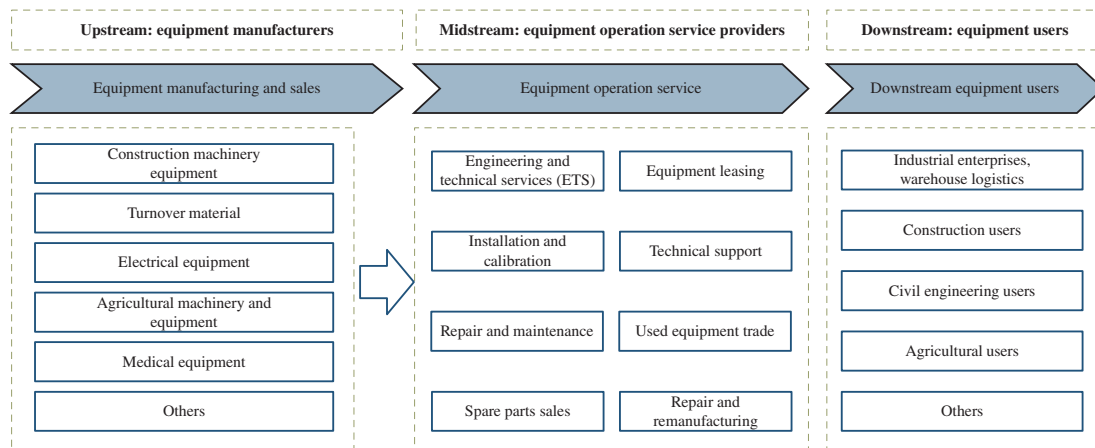 Upstream: equipment manufacturers
Midstream: equipment operation service providers
Downstream: equipment users
Equipment manufacturing and sales
Equipment operation service
Downstream equipment users
Construction machinery
equipment
Turnover material
Electrical equipment
Agricultural machinery and
equipment
Medical equipment
Others
Engineering and
technical services (ETS)
Equipment leasing
Installation and
calibration
Technical support
Repair and maintenance
Used equipment trade
Spare parts sales
Repair and
remanufacturing
Industrial enterprises,
warehouse logistics
Construction users
Civil engineering users
Agricultural users
Others